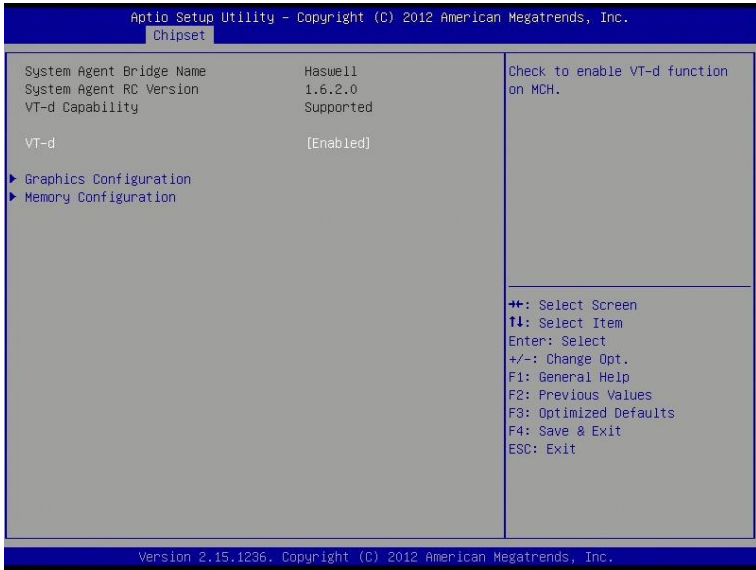 Aptio Setup Utility – Copyright (C) 2012 American Megatrends, Inc.
Chipset
System Agent Bridge Name Haswell
System Agent RC Version 1.6.2.0
VT-d Capability Supported
VT-d [Enabled]
Graphics Configuration
Memory Configuration
Check to enable VT-d function
on MCH.
→←: Select Screen
↑↓: Select Item
Enter: Select
+/-: Change Opt.
F1: General Help
F2: Previous Values
F3: Optimized Defaults
F4: Save & Exit
ESC: Exit
Version 2.15.1236. Copyright (C) 2012 American Megatrends, Inc.